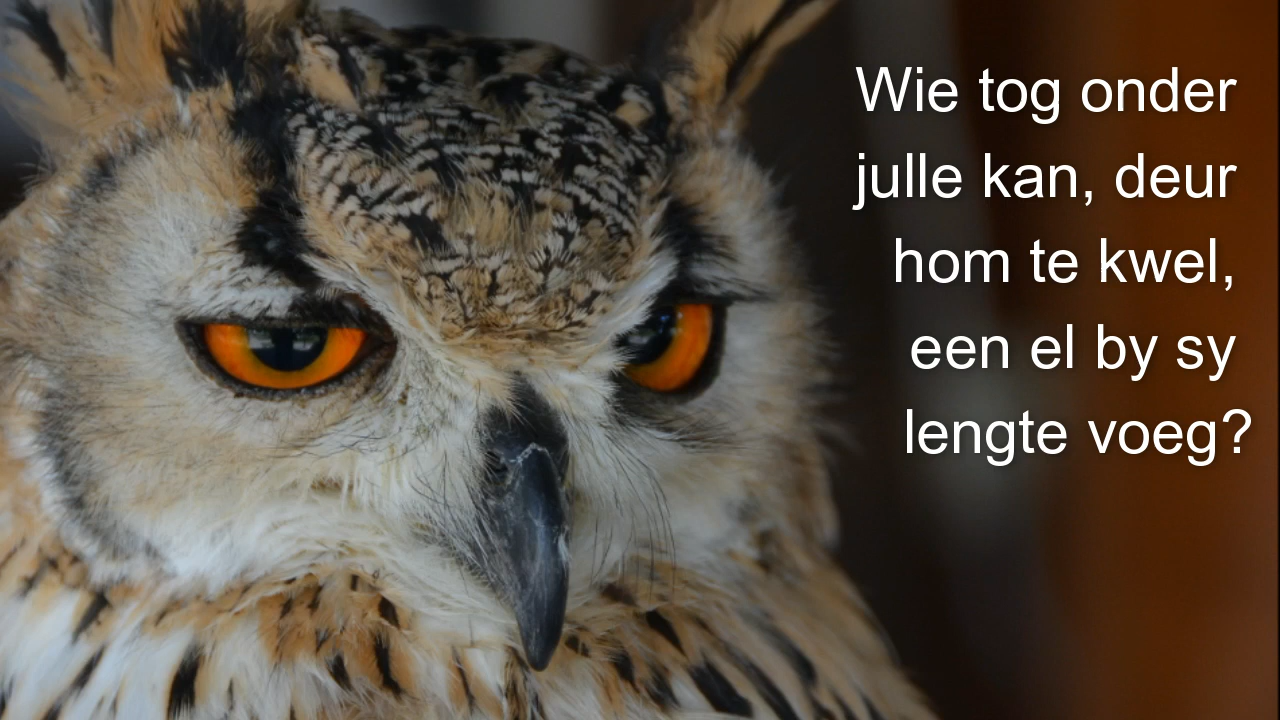 Wie tog onder
julle kan, deur
hom te kwel,
een el by sy
lengte voeg?